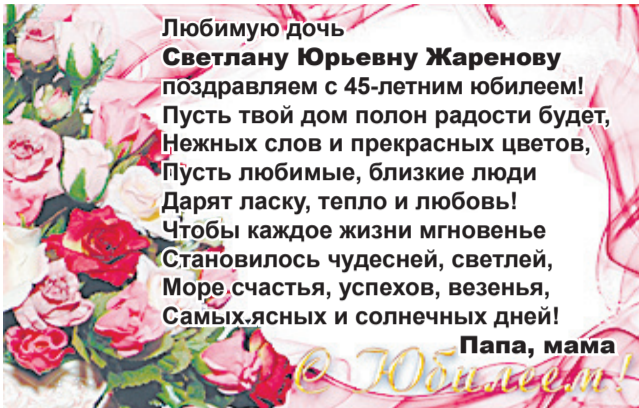 Любимую дочь
Светлану Юрьевну Жаренову
поздравляем с 45-летним юбилеем!
Пусть твой дом полон радости будет,
Нежных слов и прекрасных цветов,
Пусть любимые, близкие люди
Дарят ласку, тепло и любовь!
Чтобы каждое жизни мгновенье
Становилось чудесней, светлей,
Море счастья, успехов, везенья,
Самых ясных и солнечных дней!
Папа, мама
С Юбилеем!